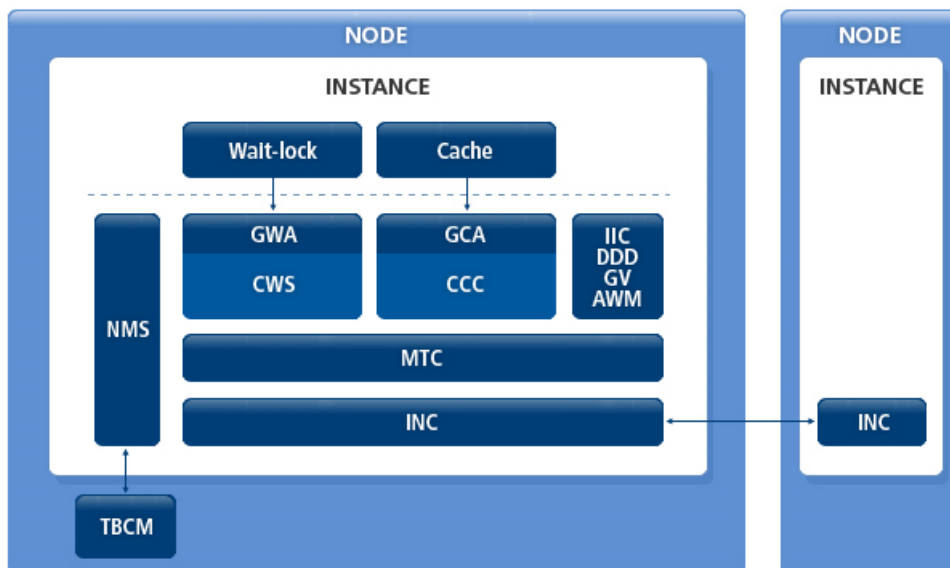 NODE
INSTANCE
Wait-lock
Cache
NMS
GWA
CWS
GCA
CCC
IIC
DDD
GV
AWM
MTC
INC
TBCM
NODE
INSTANCE
INC